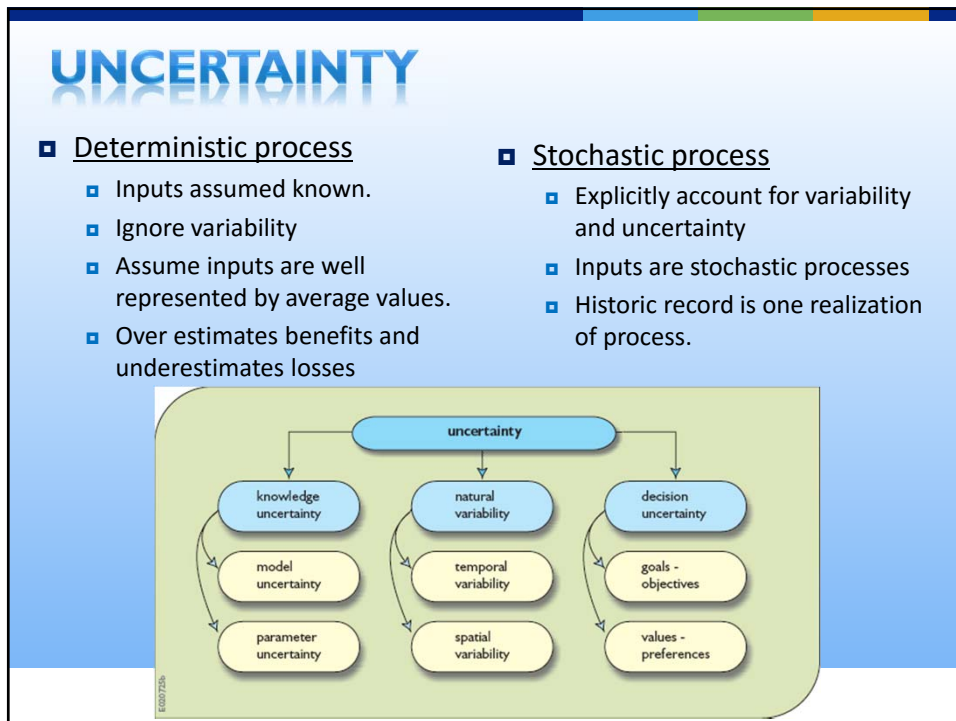 UNCERTAINTY
Deterministic process
Inputs assumed known.
Ignore variability
Assume inputs are well
represented by average values.
Over estimates benefits and
underestimates losses
Stochastic process
Explicitly account for variability
and uncertainty
Inputs are stochastic processes
Historic record is one realization
of process.
uncertainty
knowledge
uncertainty
natural
variability
decision
uncertainty
model
uncertainty
temporal
variability
goals -
objectives
parameter
uncertainty
spatial
variability
values -
preferences
E020725b